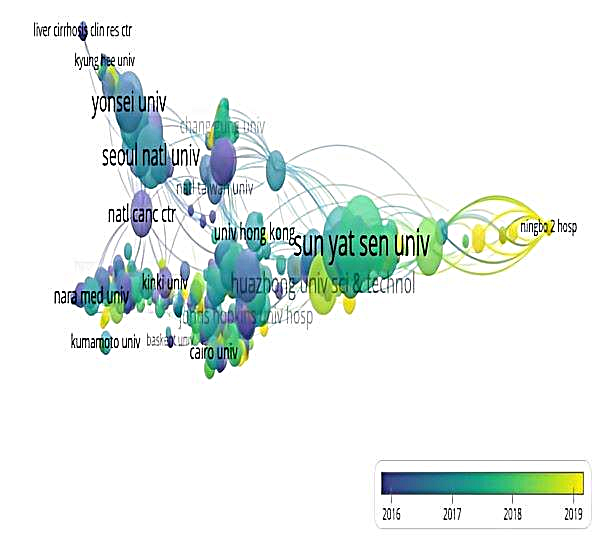 liver cirrhosis clin res ctr
kyung hee univ
yonsei univ
chang gung univ
seoul natl univ
natl taiwan univ
natl canc ctr
univ hong kong
sun yat sen univ
ningbo 2 hosp
kinki univ
huazhong univ sci & technol
nara med univ
johns hopkins univ hosp
kumamoto univ
baskent univ
cairo univ
2016
2017
2018
2019